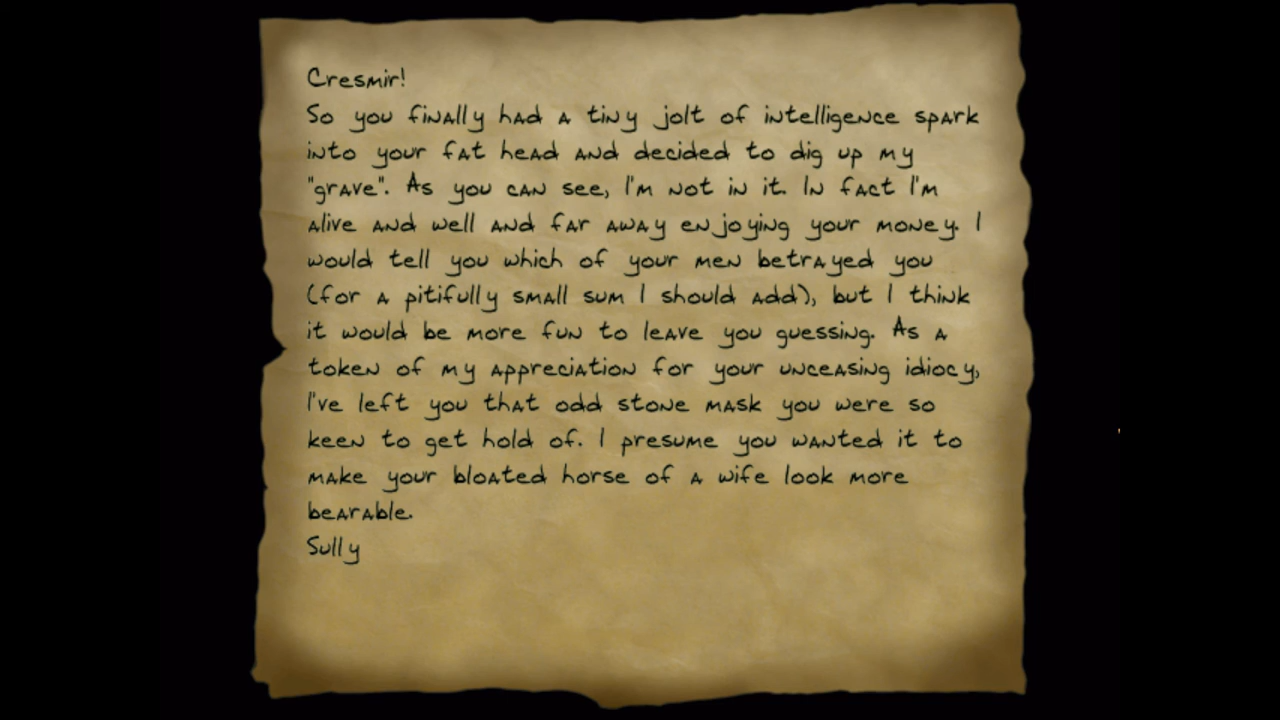 Cresmir!
So you finally had a tiny jolt of intelligence spark
into your fat head and decided to dig up my
"grave". As you can see, I'm not in it. In fact I'm
alive and well and far away enjoying your money. I
would tell you which of your men betrayed you
(for a pitifully small sum I should add), but I think
it would be more fun to leave you guessing. As a
token of my appreciation for your unceasing idiocy,
I've left you that odd stone mask you were so
keen to get hold of. I presume you wanted it to
make your bloated horse of a wife look more
bearable.
Sully